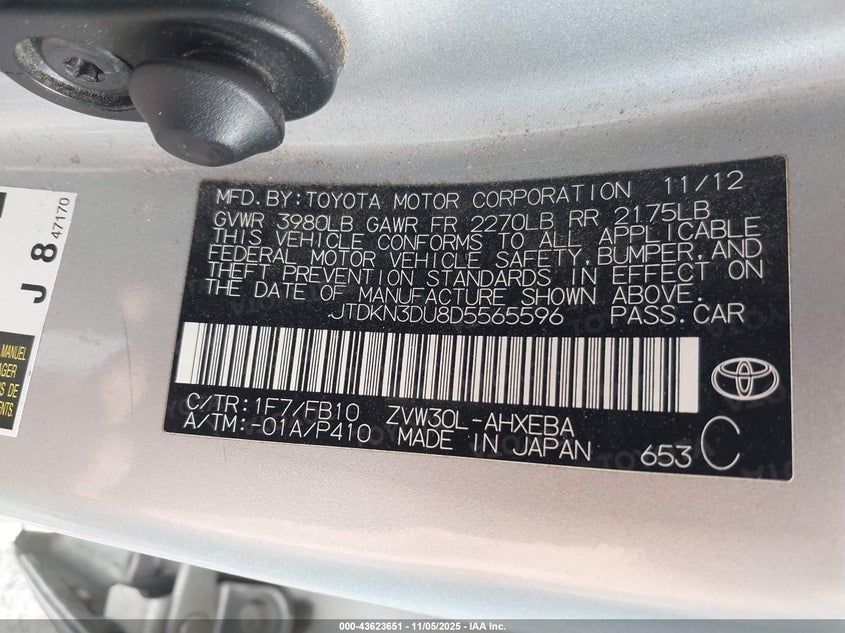 MFD.BY:TOYOTA MOTOR CORPORATION 11/12
GVWR 3980LB GAWR FR 2270LB RR 2175LB
THIS VEHICLE CONFORMS TO ALL APPLICABLE
FEDERAL MOTOR VEHICLE SAFETY,BUMPER,AND
THEFT PREVENTION STANDARDS IN EFFECT ON
THE DATE OF MANUFACTURE SHOWN ABOVE.
JTDKN3DU8D5565596 PASS.CAR
C/TR:1F7/FB10 ZVW30L-AHXEBA
A/TM:-01A/P410 MADE IN JAPAN 653 C
J 8 47170
MANUEL
DE
000-43623651 | 11/05/2025 - IAA Inc.